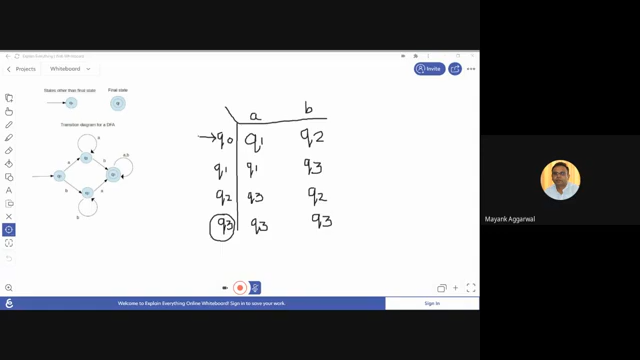 Explain Everything
Projects
Whiteboard
Invite
States other than final state
Final state
Transition diagram for a DFA
a
b
a
a,b
b
a
b
a b
q0 q1 q2
q1 q1 q3
q2 q3 q2
q3 q3 q3
Welcome to Explain Everything Online Whiteboard! Sign in to save your work.
Sign In
Mayank Aggarwal